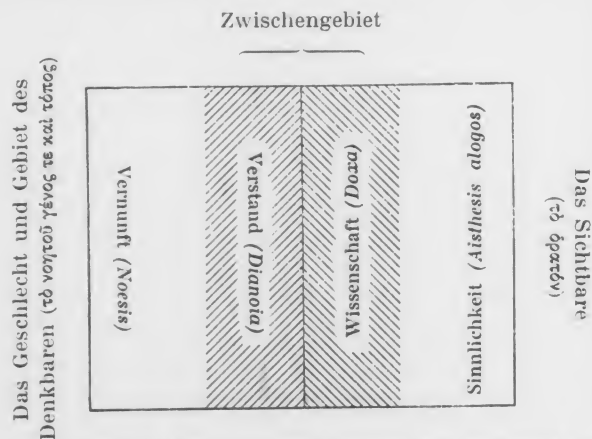 Zwischengebiet
Das Geschlecht und Gebiet des
Denkbaren (τὸ νοητοῦ γένος τε καὶ τόπος)
Vernunft (Noesis)
Verstand (Dianoia)
Wissenschaft (Doxa)
Sinnlichkeit (Aisthesis alogos)
Das Sichtbare
(τὸ ὁρατόν)